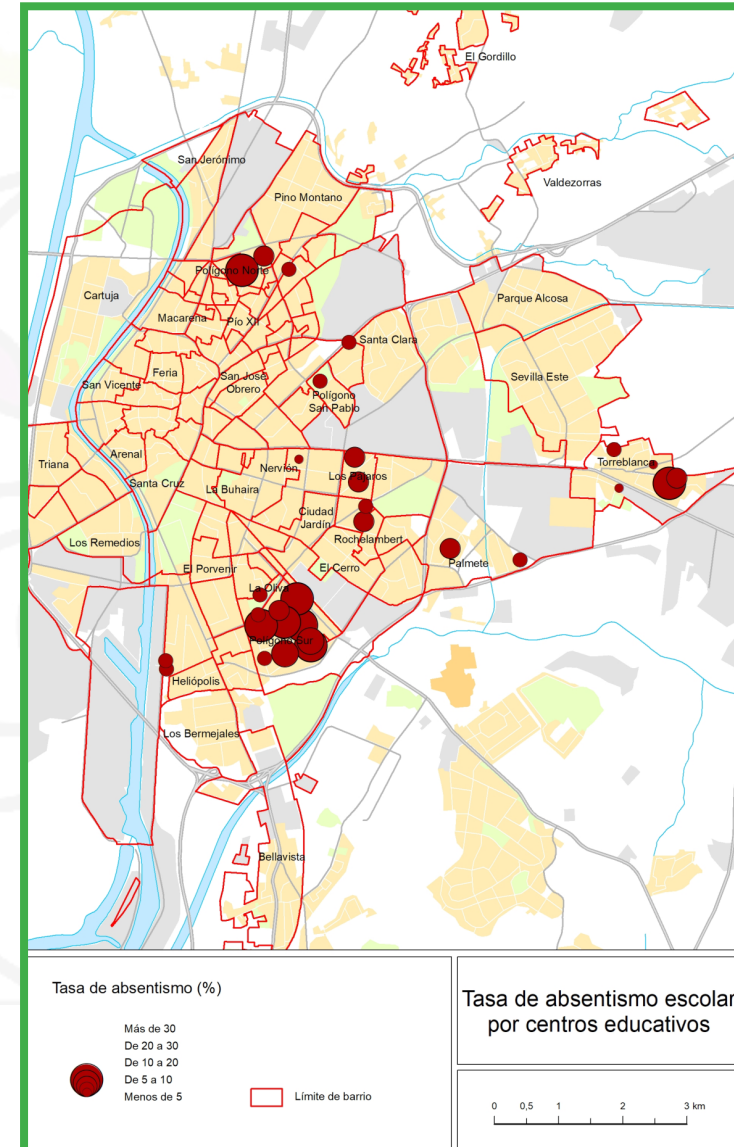 El Gordillo
San Jerónimo
Valdezorras
Pino Montano
Polígono Norte
Cartuja
Parque Alcosa
Macarena
Pío XII
Santa Clara
Feria
San José
Obrero
Sevilla Este
San Vicente
Polígono
San Pablo
Arenal
Triana
Nervión
Los Pájaros
Torreblanca
Santa Cruz
La Buhaira
Ciudad
Jardín
Los Remedios
Rochelambert
El Porvenir
El Cerro
Palmete
La Oliva
Polígono Sur
Heliópolis
Los Bermejales
Bellavista
Tasa de absentismo (%)
Más de 30
De 20 a 30
De 10 a 20
De 5 a 10
Menos de 5
Límite de barrio
Tasa de absentismo escolar
por centros educativos
0 0,5 1 2 3 km